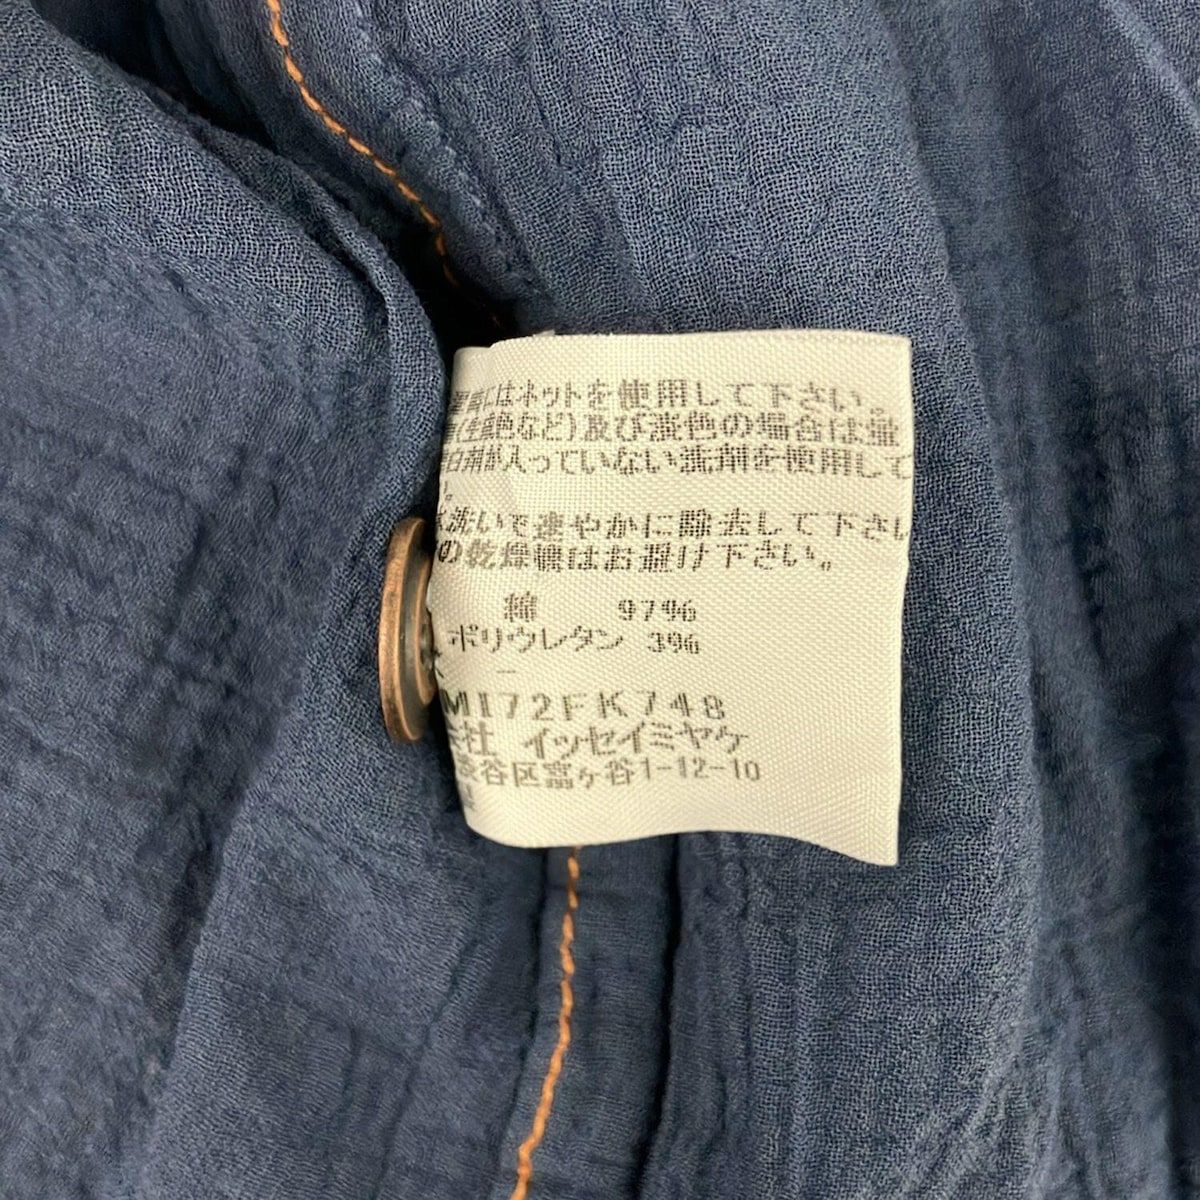 にはネットを使用して下さい。
(生成色など)及び淡色の場合は蛍
白剤が入っていない洗剤を使用して
。
水洗いで速やかに除去して下さい
の乾燥機はお避け下さい。
綿 97%
ポリウレタン 3%
–
MI72FK748
会社 イッセイミヤケ
渋谷区富ヶ谷1-12-10